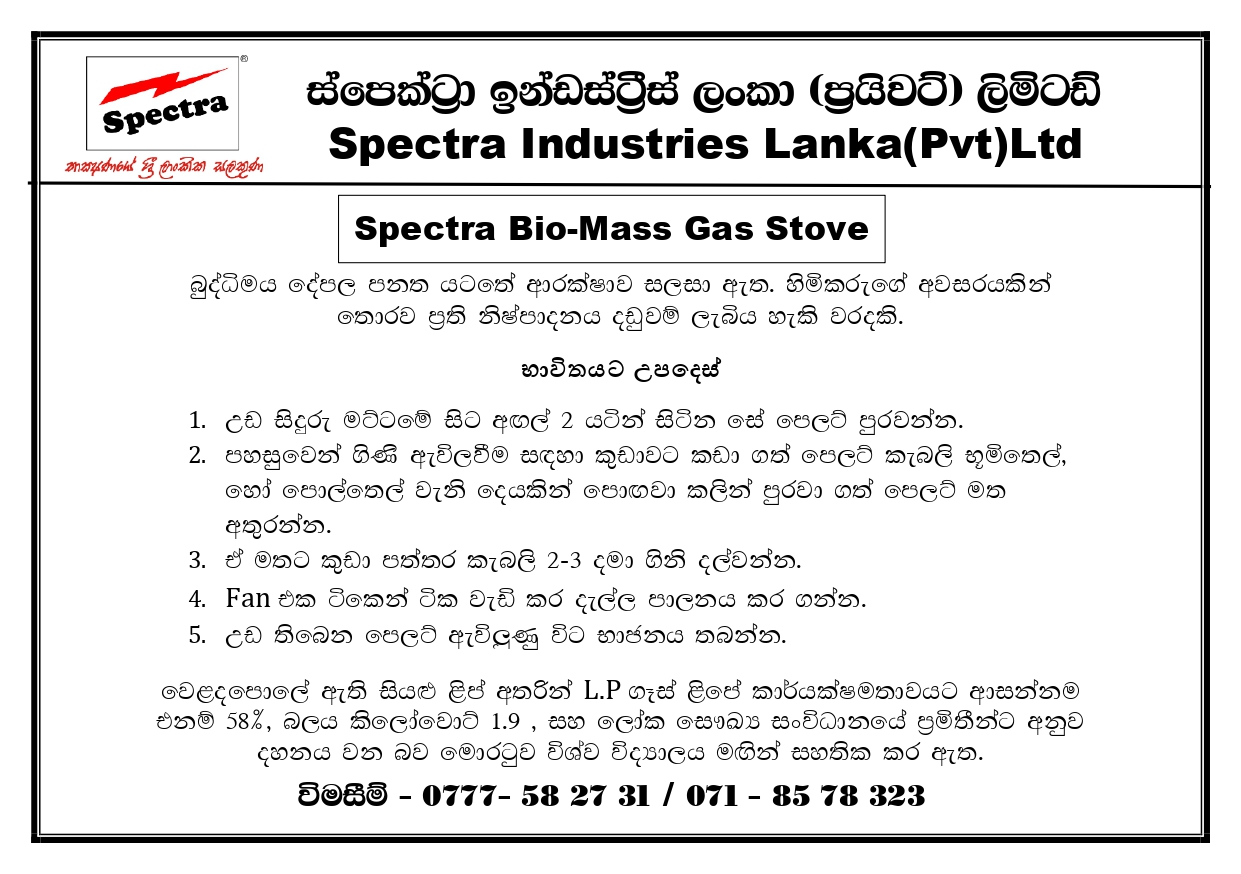 Spectra ®
තාක්ෂණයේ ශ්‍රී ලාංකික සලකුණ
ස්පෙක්ට්‍රා ඉන්ඩස්ට්‍රීස් ලංකා (ප්‍රයිවට්) ලිමිටඩ්
Spectra Industries Lanka(Pvt)Ltd
Spectra Bio-Mass Gas Stove
බුද්ධිමය දේපල පනත යටතේ ආරක්ෂාව සලසා ඇත. හිමිකරුගේ අවසරයකින්
තොරව ප්‍රති නිෂ්පාදනය දඩුවම් ලැබිය හැකි වරදකි.
භාවිතයට උපදෙස්
1. උඩ සිදුරු මට්ටමේ සිට අඟල් 2 යටින් සිටින සේ පෙලට් පුරවන්න.
2. පහසුවෙන් ගිණි ඇවිලවීම සඳහා කුඩාවට කඩා ගත් පෙලට් කැබලි භූමිතෙල්,
හෝ පොල්තෙල් වැනි දෙයකින් පොඟවා කලින් පුරවා ගත් පෙලට් මත
අතුරන්න.
3. ඒ මතට කුඩා පත්තර කැබලි 2-3 දමා ගිනි දල්වන්න.
4. Fan එක ටිකෙන් ටික වැඩි කර දැල්ල පාලනය කර ගන්න.
5. උඩ තිබෙන පෙලට් ඇවිලුණු විට භාජනය තබන්න.
වෙළදපොලේ ඇති සියළු ළිප් අතරින් L.P ගෑස් ළිපේ කාර්යක්ෂමතාවයට ආසන්නම
එනම් 58%, බලය කිලෝවොට් 1.9 , සහ ලෝක සෞඛ්‍ය සංවිධානයේ ප්‍රමිතීන්ට අනුව
දහනය වන බව මොරටුව විශ්ව විද්‍යාලය මඟින් සහතික කර ඇත.
විමසීම් - 0777- 58 27 31 / 071 - 85 78 323